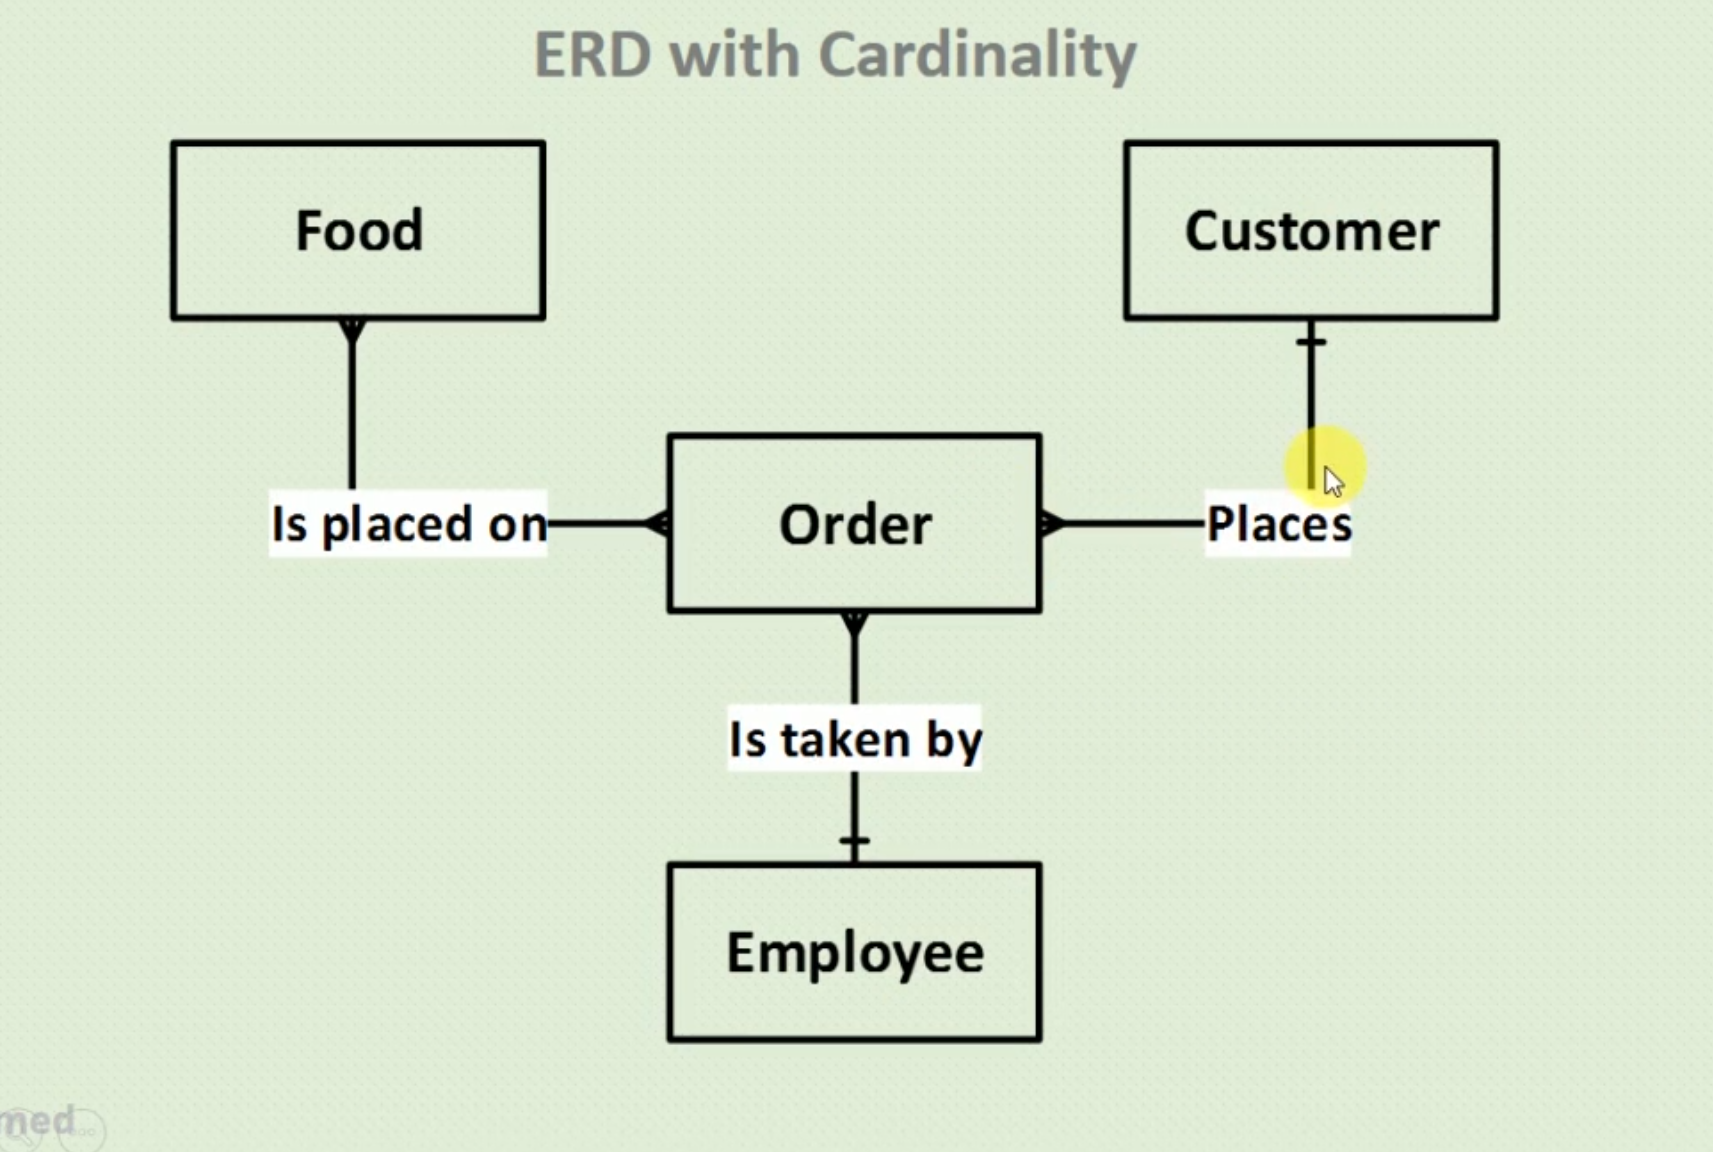 ERD with Cardinality
Food
Customer
Is placed on
Order
Places
Is taken by
Employee
med